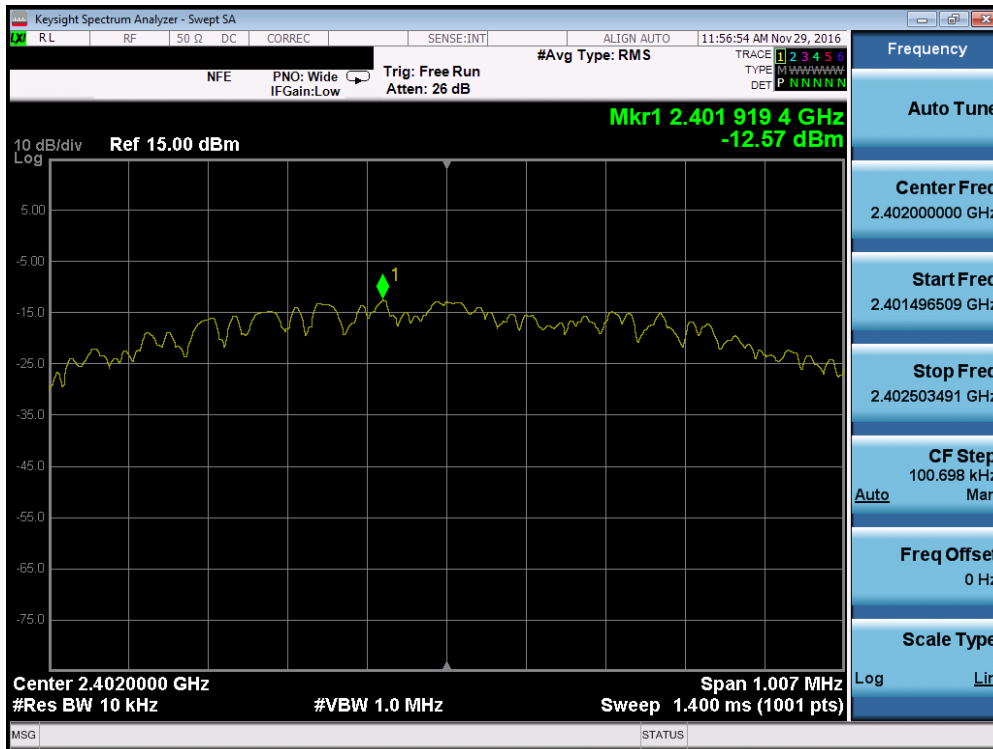 Keysight Spectrum Analyzer - Swept SA
LXI RL RF 50 Ω DC CORREC SENSE:INT ALIGN AUTO 11:56:54 AM Nov 29, 2016
NFE PNO: Wide Trig: Free Run #Avg Type: RMS TRACE 1 2 3 4 5 6
IFGain:Low Atten: 26 dB TYPE M W W W W W
DET P N N N N N
Mkr1 2.401 919 4 GHz
-12.57 dBm
10 dB/div Ref 15.00 dBm
Log
1
5.00
-5.00
-15.0
-25.0
-35.0
-45.0
-55.0
-65.0
-75.0
Center 2.4020000 GHz Span 1.007 MHz
#Res BW 10 kHz #VBW 1.0 MHz Sweep 1.400 ms (1001 pts)
MSG STATUS
Frequency
Auto Tune
Center Freq
2.402000000 GHz
Start Freq
2.401496509 GHz
Stop Freq
2.402503491 GHz
CF Step
100.698 kHz
Auto Man
Freq Offset
0 Hz
Scale Type
Log Lin